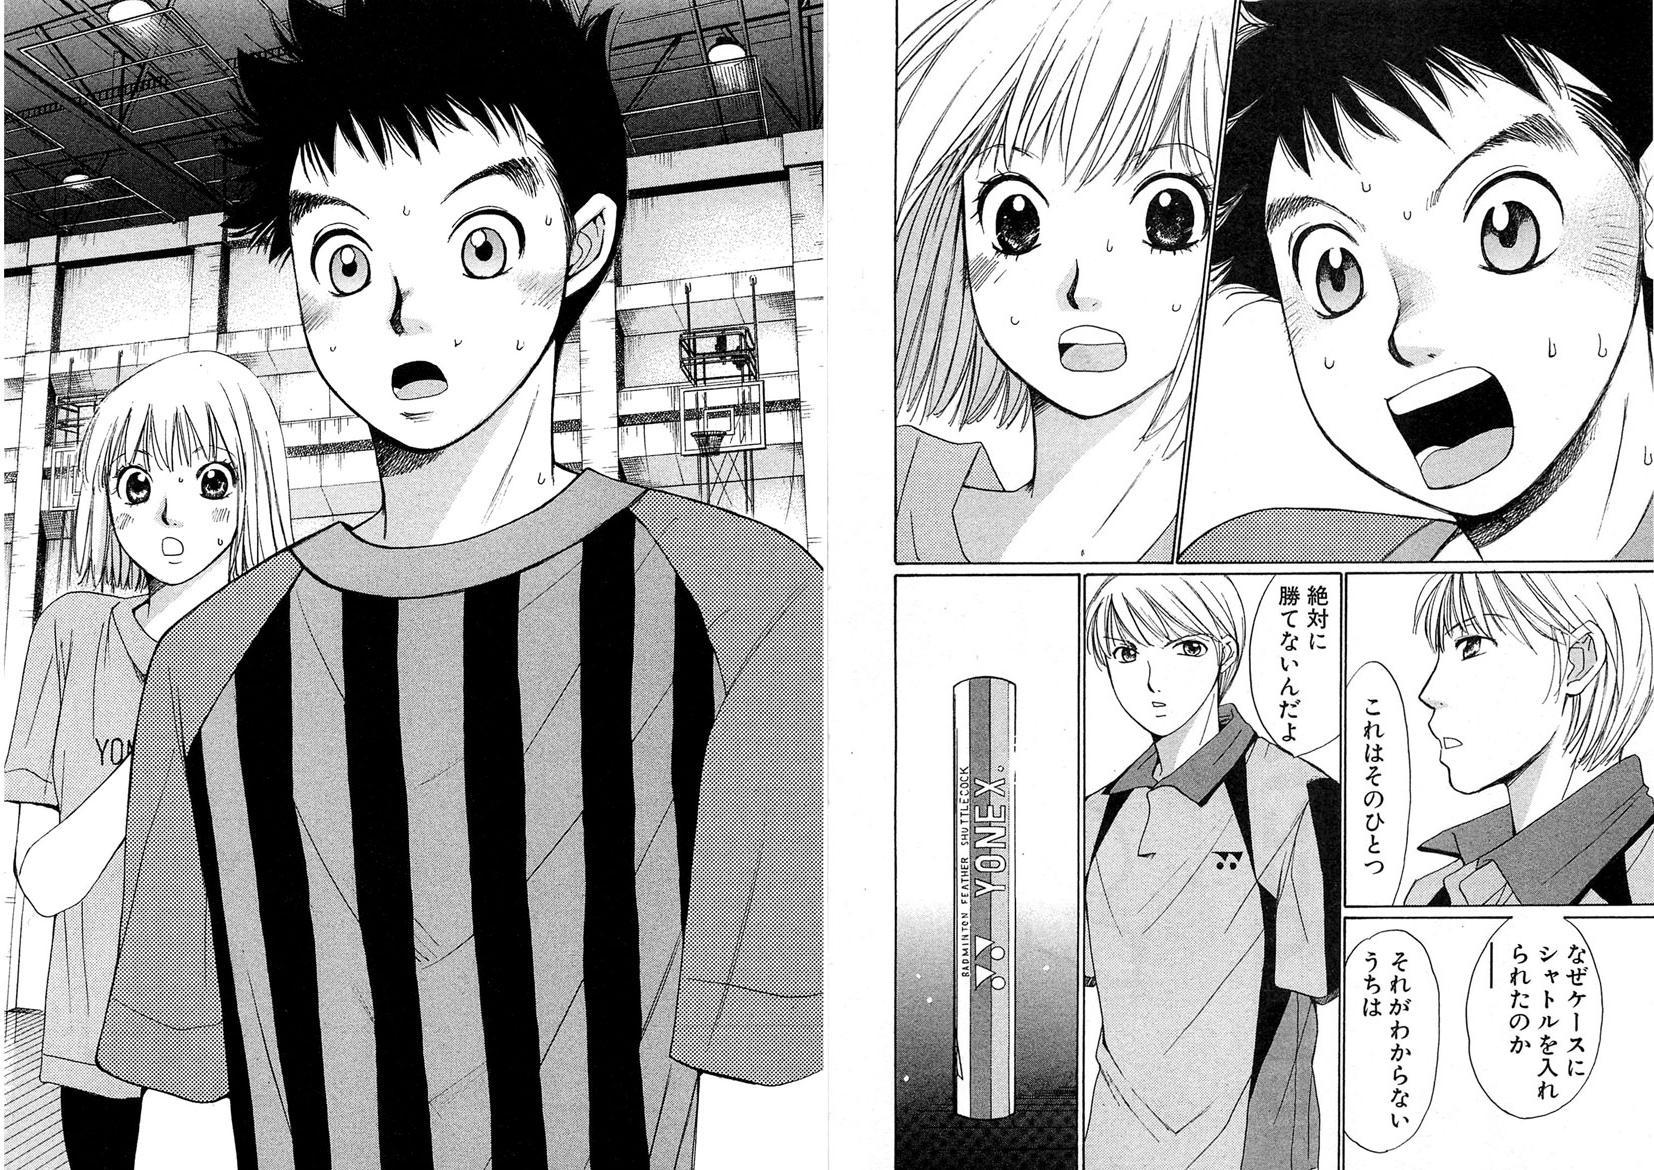 これはそのひとつ
絶対に
勝てないんだよ
なぜケースに
シャトルを入れ
られたのか
――
それがわからない
うちは
YONEX
BADMINTON FEATHER SHUTTLECOCK
YON